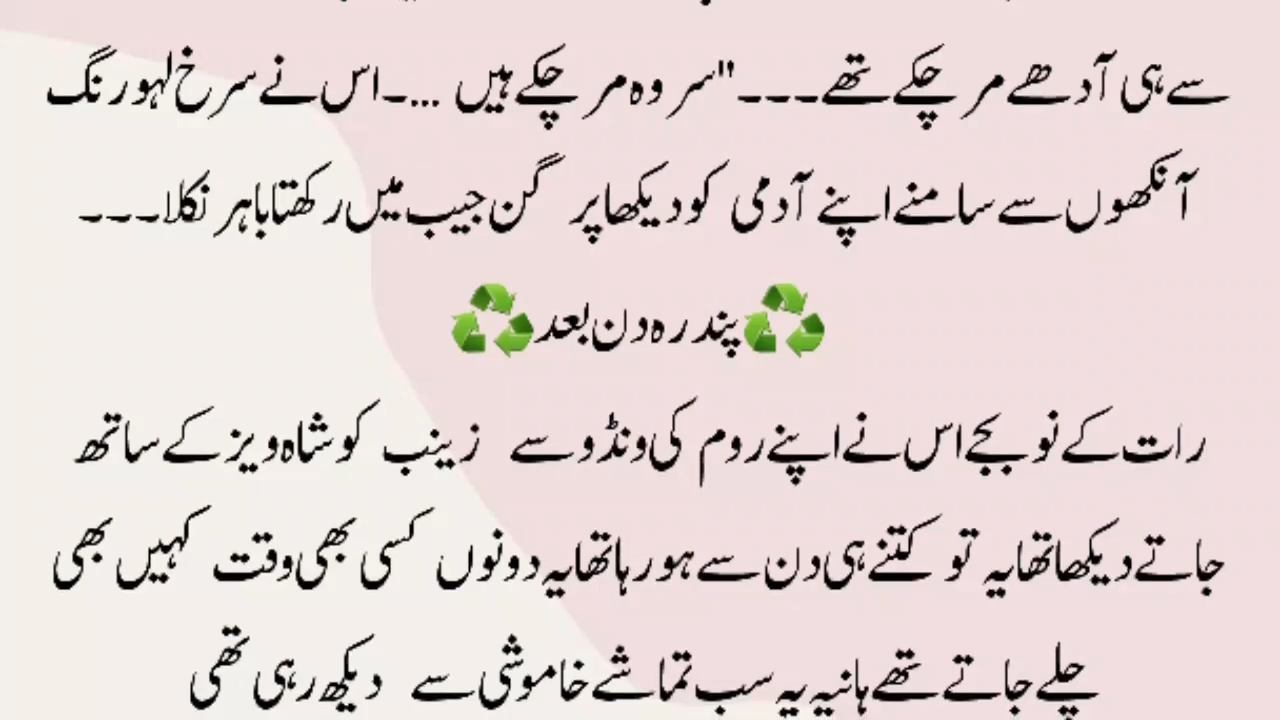 سے ہی آدھے مر چکے تھے۔۔۔"سر وہ مر چکے ہیں ...۔اس نے سرخ لہو رنگ
آنکھوں سے سامنے اپنے آدمی کو دیکھا پر گن جیب میں رکھتا باہر نکلا۔۔۔
♻️پندرہ دن بعد♻️
رات کے نو بجے اس نے اپنے روم کی ونڈو سے زینب کو شاہ ویز کے ساتھ
جاتے دیکھا تھا یہ تو کتنے ہی دن سے ہو رہا تھا یہ دونوں کسی بھی وقت کہیں بھی
چلے جاتے تھے ہانیہ یہ سب تماشے خاموشی سے دیکھ رہی تھی